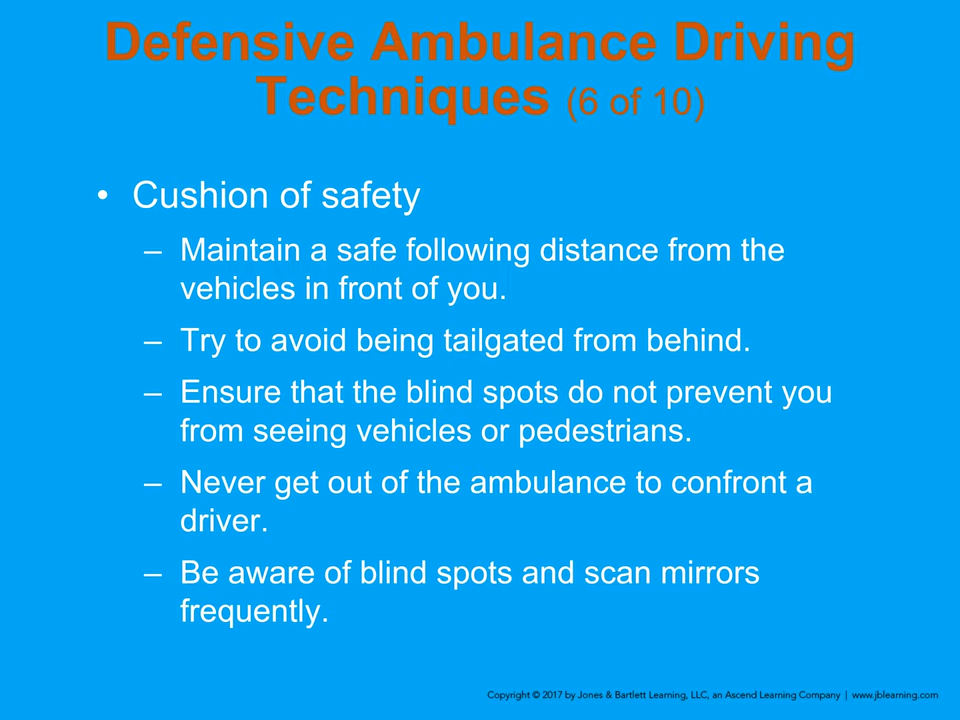 Defensive Ambulance Driving
Techniques (6 of 10)
• Cushion of safety
– Maintain a safe following distance from the
vehicles in front of you.
– Try to avoid being tailgated from behind.
– Ensure that the blind spots do not prevent you
from seeing vehicles or pedestrians.
– Never get out of the ambulance to confront a
driver.
– Be aware of blind spots and scan mirrors
frequently.
Copyright © 2017 by Jones & Bartlett Learning, LLC, an Ascend Learning Company | www.jblearning.com